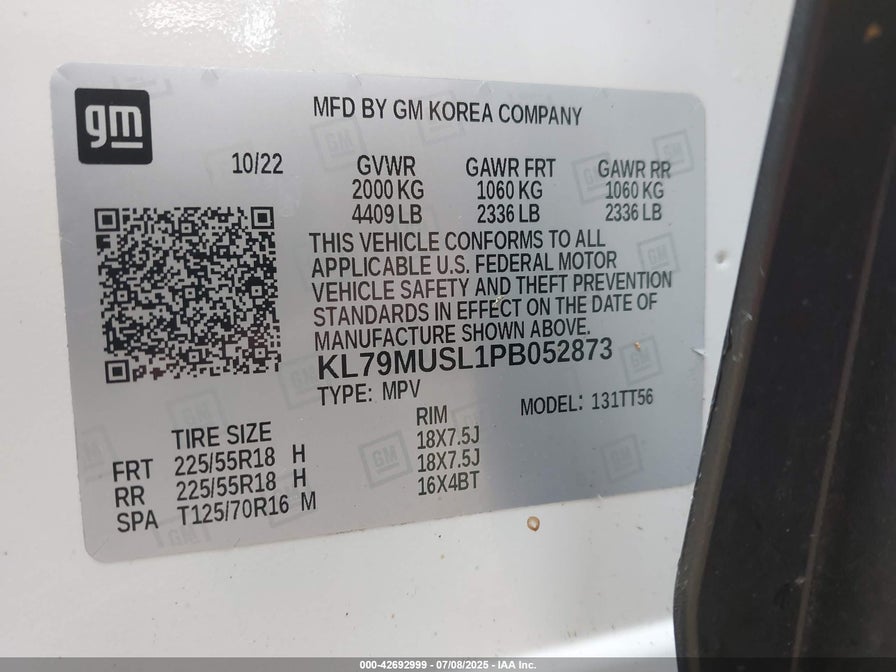 gm
MFD BY GM KOREA COMPANY
10/22 GVWR GAWR FRT GAWR RR
2000 KG 1060 KG 1060 KG
4409 LB 2336 LB 2336 LB
THIS VEHICLE CONFORMS TO ALL
APPLICABLE U.S. FEDERAL MOTOR
VEHICLE SAFETY AND THEFT PREVENTION
STANDARDS IN EFFECT ON THE DATE OF
MANUFACTURE SHOWN ABOVE.
KL79MUSL1PB052873
TYPE: MPV MODEL: 131TT56
TIRE SIZE RIM
FRT 225/55R18 H 18X7.5J
RR 225/55R18 H 18X7.5J
SPA T125/70R16 M 16X4BT
000-42692999 - 07/08/2025 - IAA Inc.